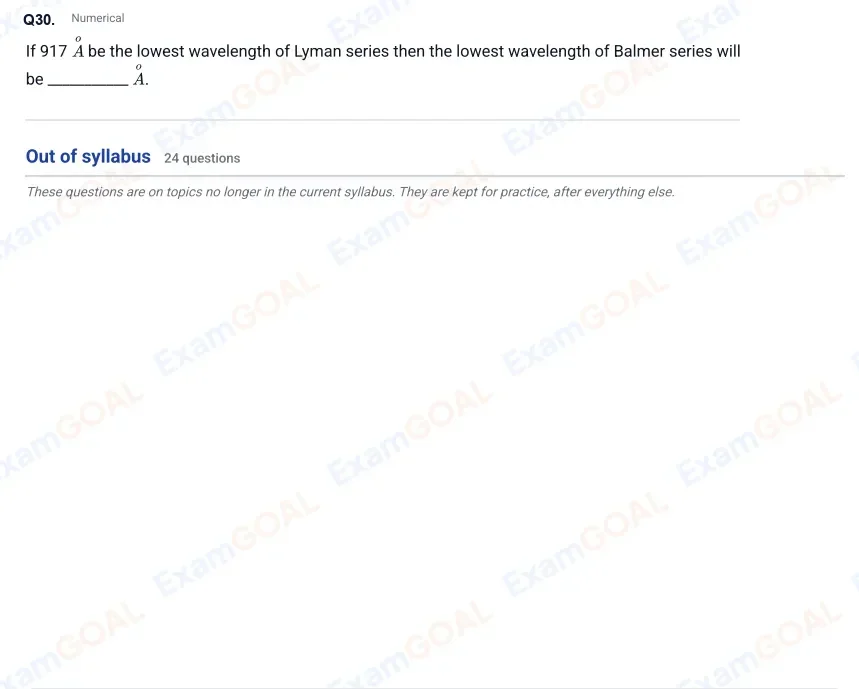 Q30. Numerical
If 917 Å be the lowest wavelength of Lyman series then the lowest wavelength of Balmer series will
be __________ Å.
Out of syllabus 24 questions
These questions are on topics no longer in the current syllabus. They are kept for practice, after everything else.
ExamGOAL